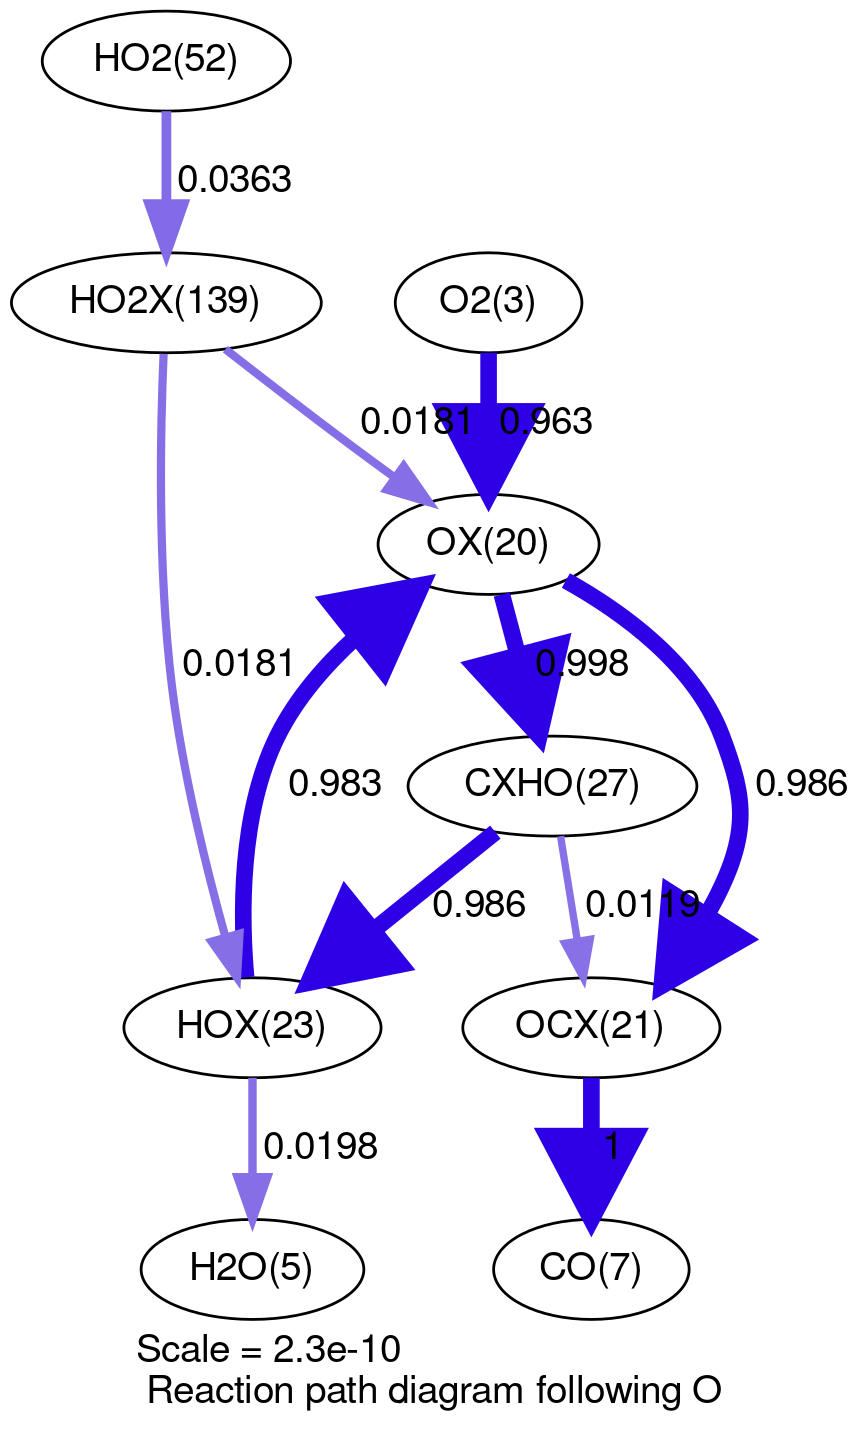 HO2(52)
0.0363
HO2X(139)
O2(3)
0.0181
0.963
OX(20)
0.0181
0.998
0.983
CXHO(27)
0.986
0.986
0.0119
HOX(23)
OCX(21)
0.0198
1
H2O(5)
CO(7)
Scale = 2.3e-10
Reaction path diagram following O